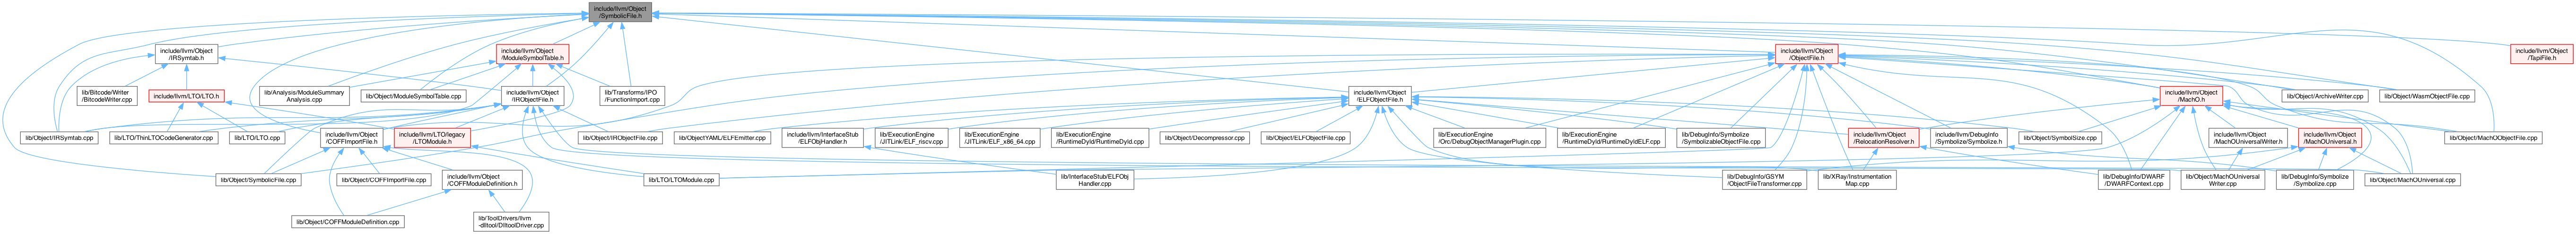 include/llvm/Object
/SymbolicFile.h
include/llvm/Object
/IRSymtab.h
include/llvm/Object
/ModuleSymbolTable.h
include/llvm/Object
/ObjectFile.h
include/llvm/Object
/TapiFile.h
lib/Bitcode/Writer
/BitcodeWriter.cpp
include/llvm/LTO/LTO.h
lib/Analysis/ModuleSummary
Analysis.cpp
lib/Object/ModuleSymbolTable.cpp
include/llvm/Object
/IRObjectFile.h
lib/Transforms/IPO
/FunctionImport.cpp
include/llvm/Object
/ELFObjectFile.h
include/llvm/Object
/MachO.h
lib/Object/ArchiveWriter.cpp
lib/Object/WasmObjectFile.cpp
lib/Object/IRSymtab.cpp
lib/LTO/ThinLTOCodeGenerator.cpp
lib/LTO/LTO.cpp
include/llvm/Object
/COFFImportFile.h
include/llvm/LTO/legacy
/LTOModule.h
lib/Object/IRObjectFile.cpp
lib/ObjectYAML/ELFEmitter.cpp
include/llvm/InterfaceStub
/ELFObjHandler.h
lib/ExecutionEngine
/JITLink/ELF_riscv.cpp
lib/ExecutionEngine
/JITLink/ELF_x86_64.cpp
lib/ExecutionEngine
/RuntimeDyld/RuntimeDyld.cpp
lib/Object/Decompressor.cpp
lib/Object/ELFObjectFile.cpp
lib/ExecutionEngine
/Orc/DebugObjectManagerPlugin.cpp
lib/ExecutionEngine
/RuntimeDyld/RuntimeDyldELF.cpp
lib/DebugInfo/Symbolize
/SymbolizableObjectFile.cpp
include/llvm/Object
/RelocationResolver.h
include/llvm/DebugInfo
/Symbolize/Symbolize.h
lib/Object/SymbolSize.cpp
include/llvm/Object
/MachOUniversalWriter.h
include/llvm/Object
/MachOUniversal.h
lib/Object/MachOObjectFile.cpp
lib/Object/SymbolicFile.cpp
lib/Object/COFFImportFile.cpp
include/llvm/Object
/COFFModuleDefinition.h
lib/LTO/LTOModule.cpp
lib/InterfaceStub/ELFObj
Handler.cpp
lib/DebugInfo/GSYM
/ObjectFileTransformer.cpp
lib/XRay/Instrumentation
Map.cpp
lib/DebugInfo/DWARF
/DWARFContext.cpp
lib/Object/MachOUniversal
Writer.cpp
lib/DebugInfo/Symbolize
/Symbolize.cpp
lib/Object/MachOUniversal.cpp
lib/Object/COFFModuleDefinition.cpp
lib/ToolDrivers/llvm
-dlltool/DlltoolDriver.cpp